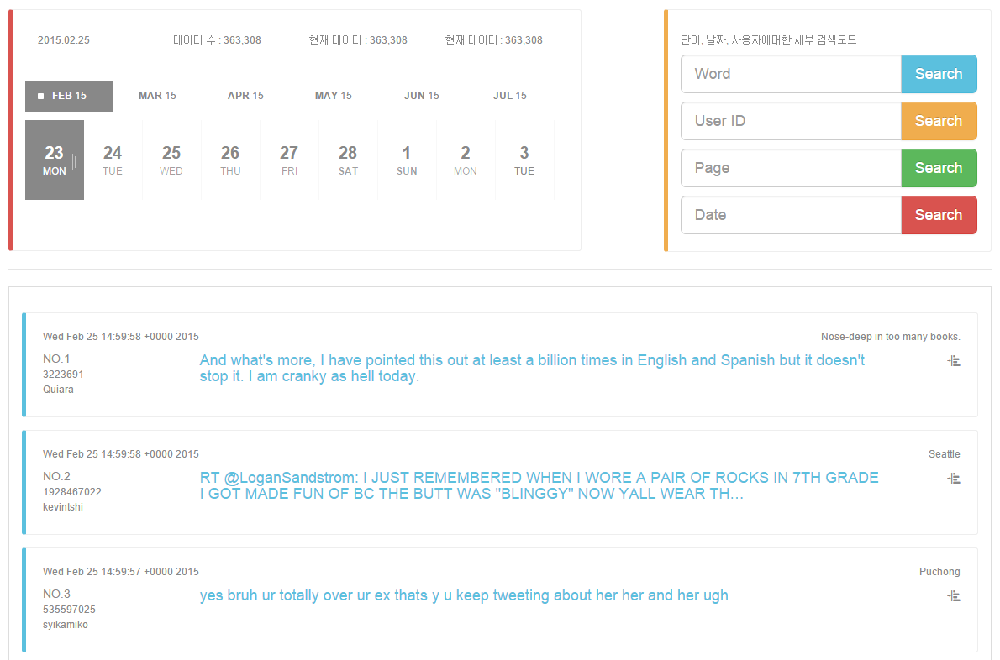 2015.02.25 데이터 수 : 363,308 현재 데이터 : 363,308 현재 데이터 : 363,308
FEB 15 MAR 15 APR 15 MAY 15 JUN 15 JUL 15
23 24 25 26 27 28 1 2 3
MON TUE WED THU FRI SAT SUN MON TUE
단어, 날짜, 사용자에대한 세부 검색모드
Word Search
User ID Search
Page Search
Date Search
Wed Feb 25 14:59:58 +0000 2015 Nose-deep in too many books.
NO.1
3223691
Quiara
And what's more, I have pointed this out at least a billion times in English and Spanish but it doesn't
stop it. I am cranky as hell today.
Wed Feb 25 14:59:58 +0000 2015 Seattle
NO.2
1928467022
kevintshi
RT @LoganSandstrom: I JUST REMEMBERED WHEN I WORE A PAIR OF ROCKS IN 7TH GRADE
I GOT MADE FUN OF BC THE BUTT WAS "BLINGGY" NOW YALL WEAR TH…
Wed Feb 25 14:59:57 +0000 2015 Puchong
NO.3
535597025
syikamiko
yes bruh ur totally over ur ex thats y u keep tweeting about her her and her ugh